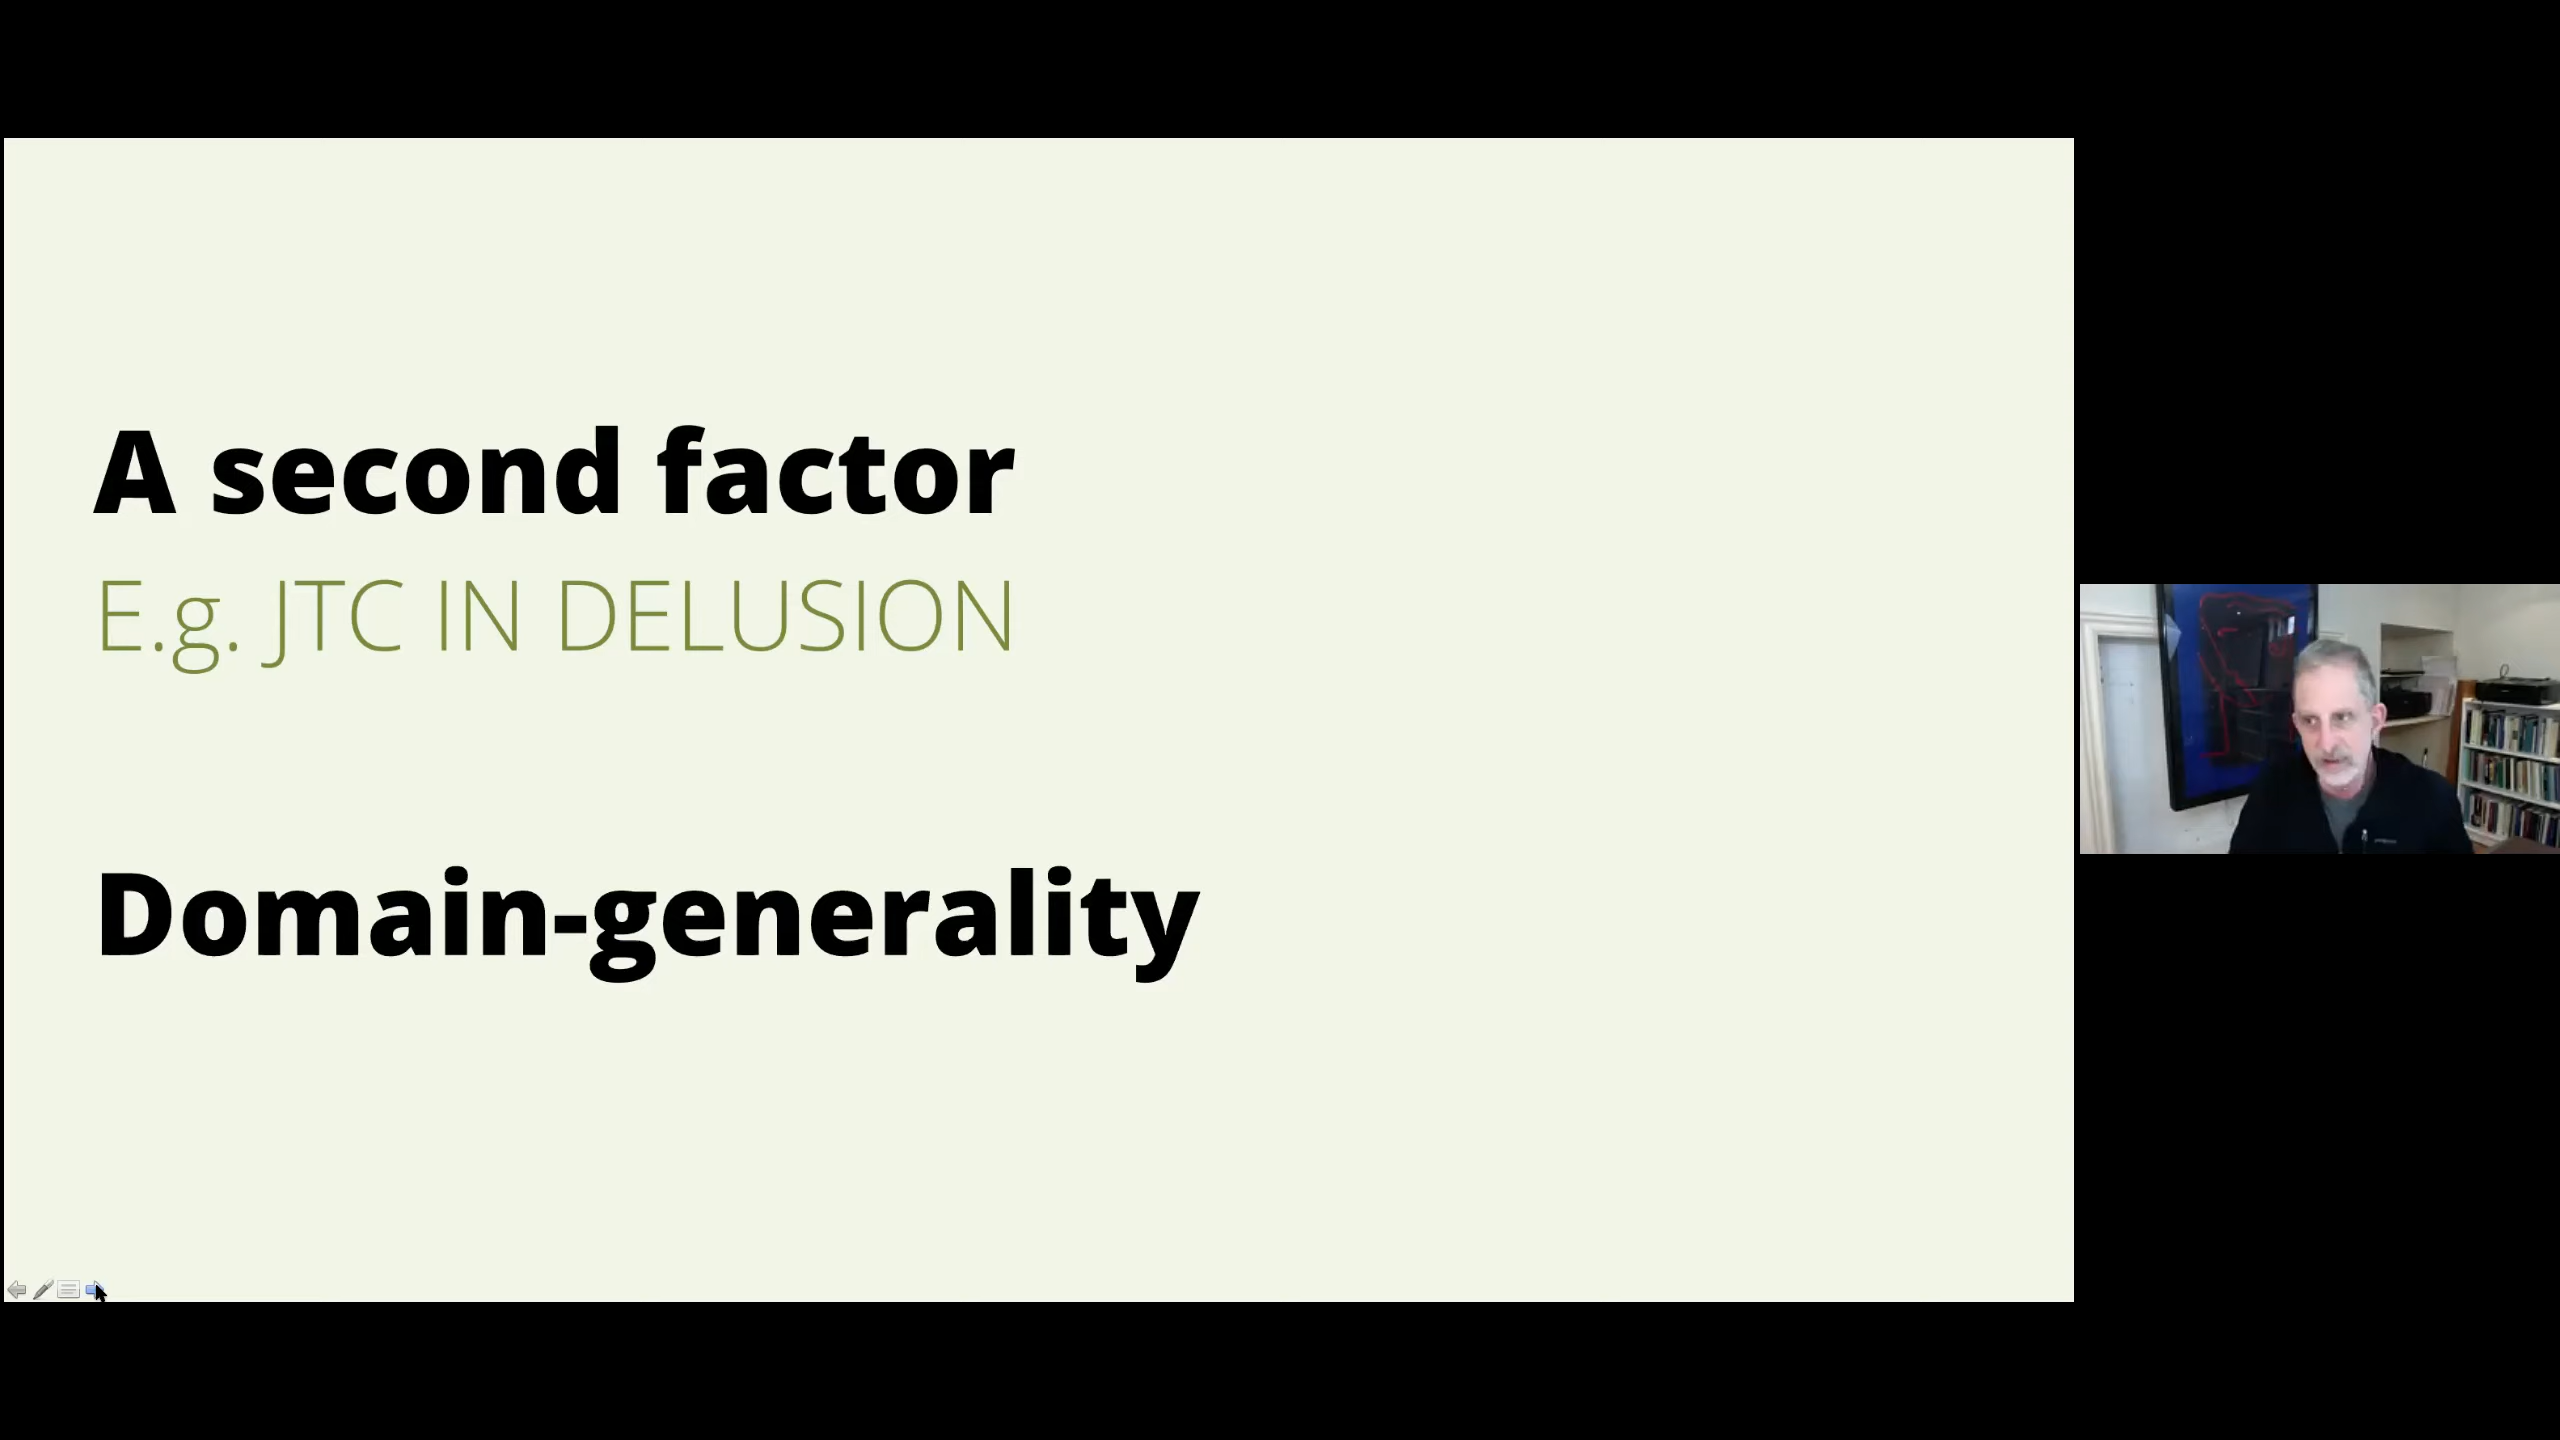 A second factor
E.g. JTC IN DELUSION
Domain-generality